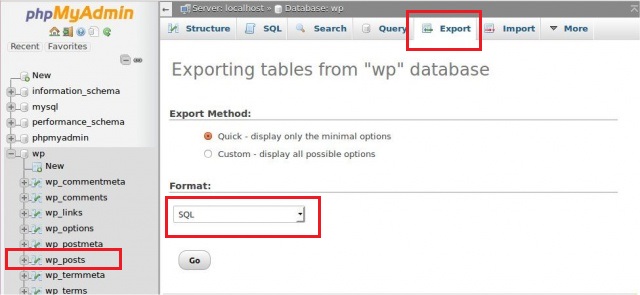 phpMyAdmin
Recent Favorites
New
information_schema
mysql
performance_schema
phpmyadmin
wp
New
wp_commentmeta
wp_comments
wp_links
wp_options
wp_postmeta
wp_posts
wp_termmeta
wp_terms
Server: localhost » Database: wp
Structure SQL Search Query Export Import More
Exporting tables from "wp" database
Export Method:
Quick - display only the minimal options
Custom - display all possible options
Format:
SQL
Go